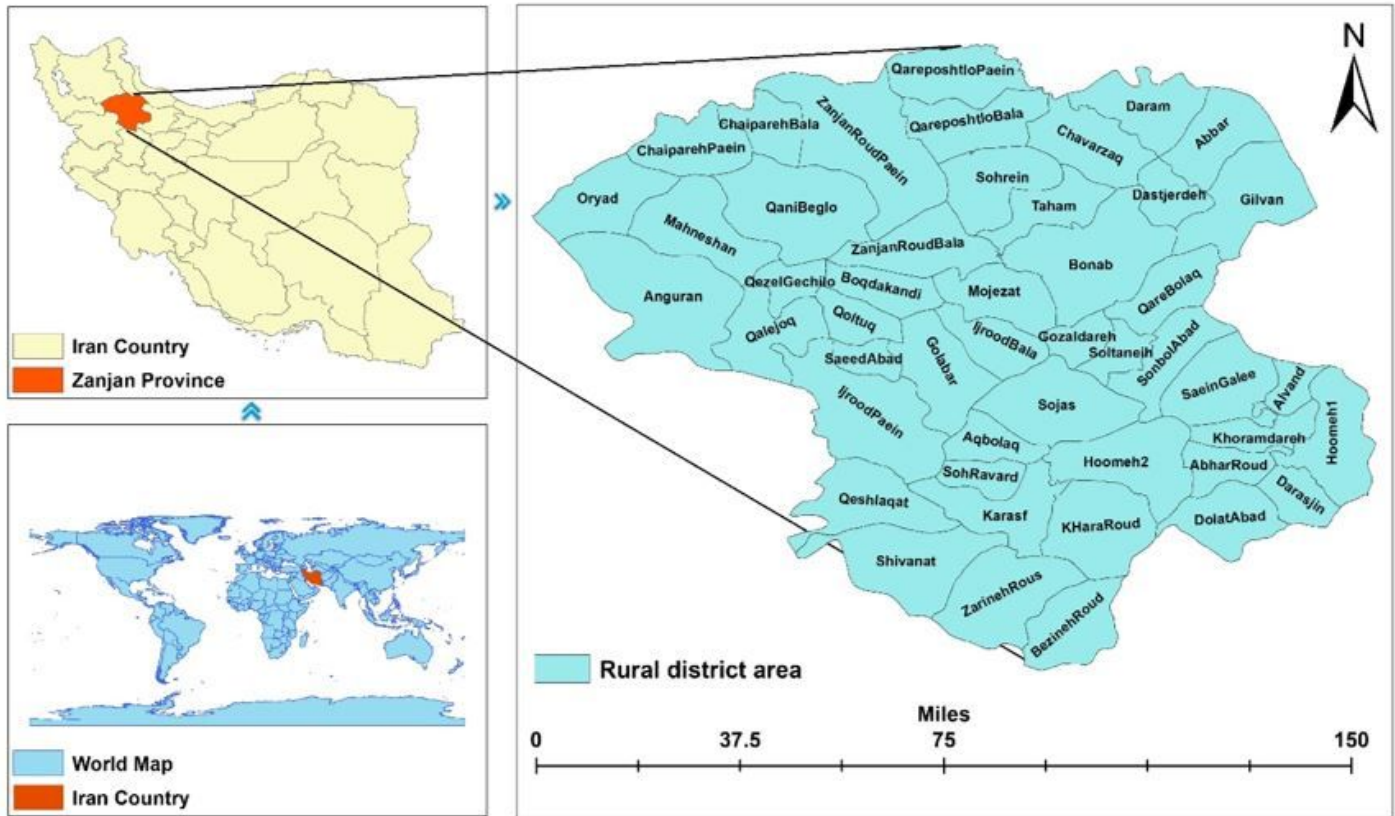 Iran Country
Zanjan Province
World Map
Iran Country
N
QareposhtloPaein
Daram
ZanjanRoudPaein
ChaiparehBala
QareposhtloBala
Chavarzaq
Abbar
ChaiparehPaein
Sohrein
Oryad
QaniBeglo
Taham
Dastjerdeh
Gilvan
Mahneshan
ZanjanRoudBala
Bonab
Anguran
QezelGechilo
Boqdakandi
Mojezat
QareBolaq
Qalejoq
Qoltuq
IjroodBala
Gozaldareh
Soltaneih
SonbolAbad
SaeedAbad
Golabar
SaeinGalee
Alvand
Hoomeh1
IjroodPaein
Sojas
Aqbolaq
Khoramdareh
SohRavard
Hoomeh2
AbharRoud
Darasjin
Qeshlaqat
Karasf
KHaraRoud
DolatAbad
Shivanat
ZarinehRous
BezinehRoud
Rural district area
Miles
0 37.5 75 150